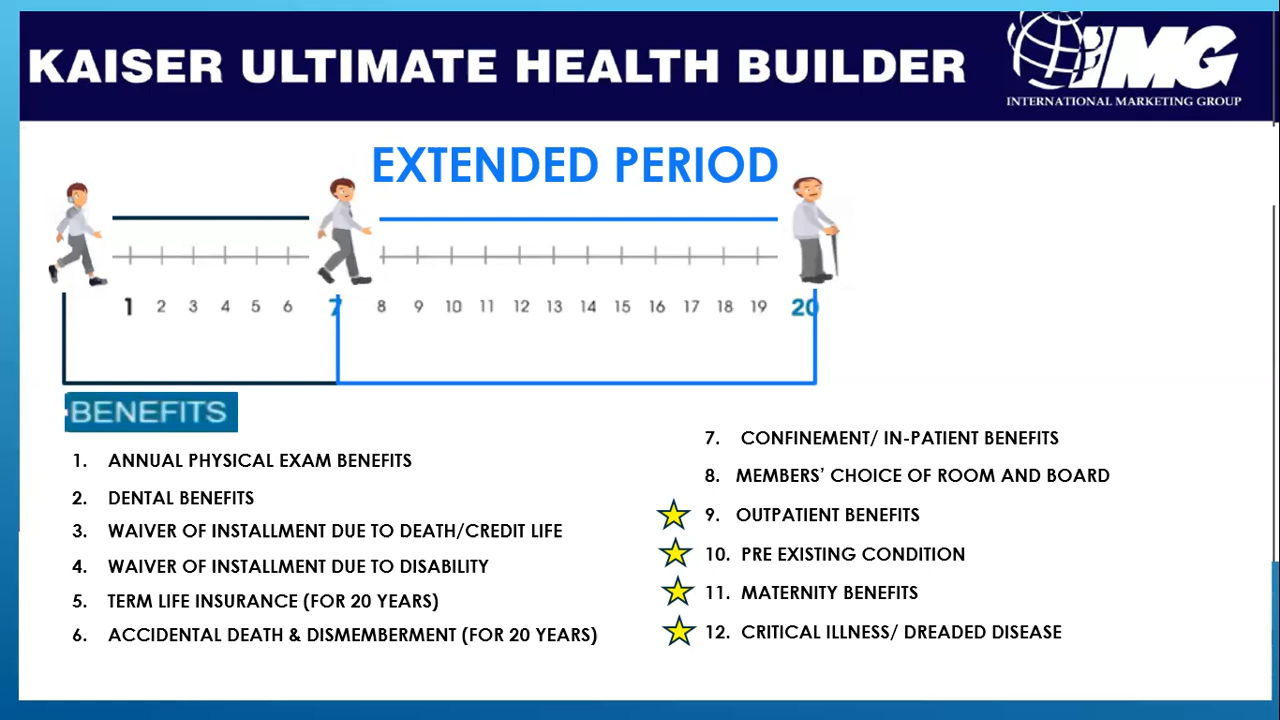 KAISER ULTIMATE HEALTH BUILDER
IMG
INTERNATIONAL MARKETING GROUP
EXTENDED PERIOD
1 2 3 4 5 6 7 8 9 10 11 12 13 14 15 16 17 18 19 20
BENEFITS
1. ANNUAL PHYSICAL EXAM BENEFITS
2. DENTAL BENEFITS
3. WAIVER OF INSTALLMENT DUE TO DEATH/CREDIT LIFE
4. WAIVER OF INSTALLMENT DUE TO DISABILITY
5. TERM LIFE INSURANCE (FOR 20 YEARS)
6. ACCIDENTAL DEATH & DISMEMBERMENT (FOR 20 YEARS)
7. CONFINEMENT/ IN-PATIENT BENEFITS
8. MEMBERS’ CHOICE OF ROOM AND BOARD
9. OUTPATIENT BENEFITS
10. PRE EXISTING CONDITION
11. MATERNITY BENEFITS
12. CRITICAL ILLNESS/ DREADED DISEASE